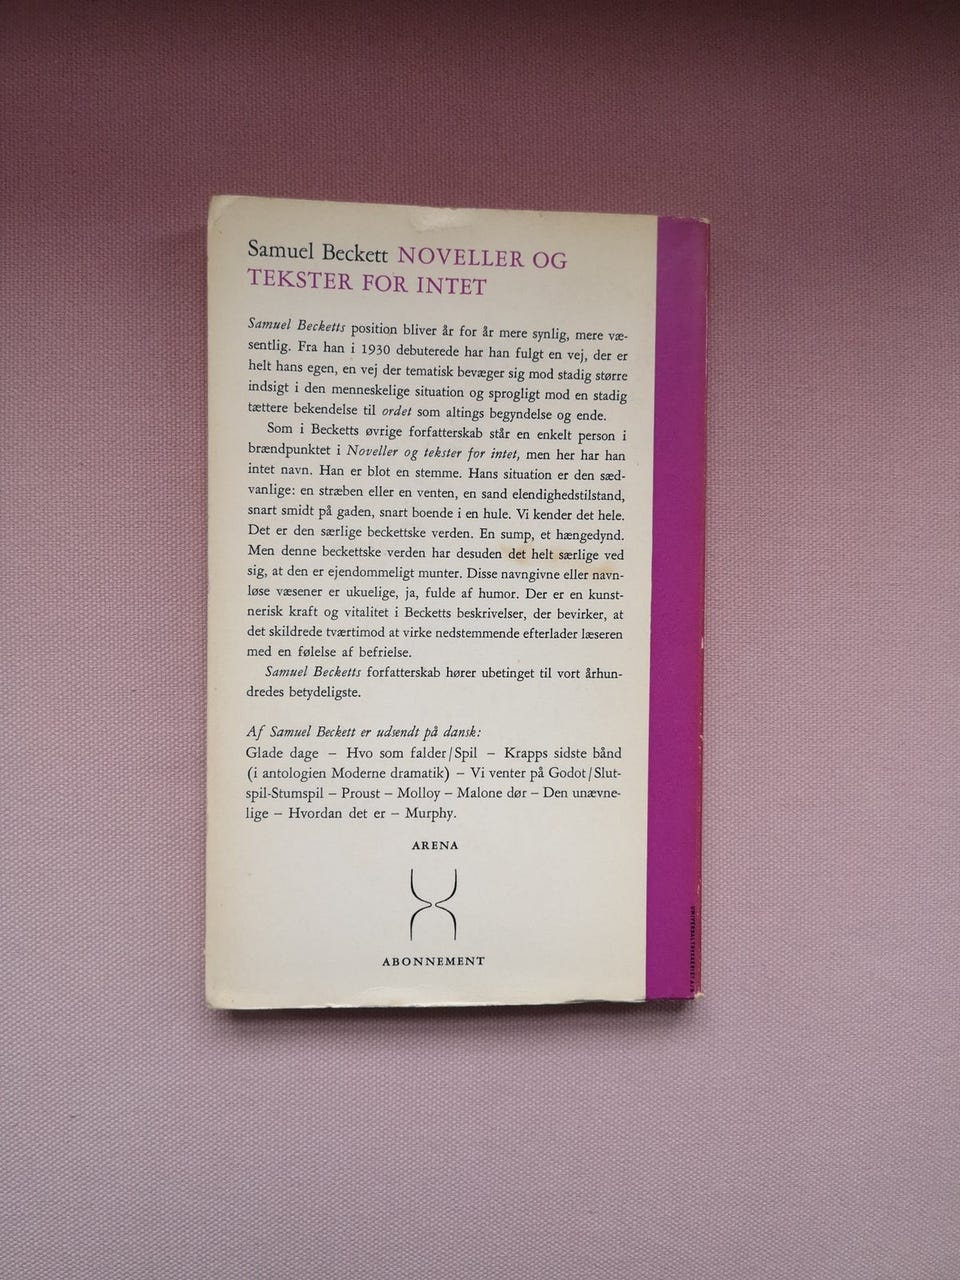 Samuel Beckett NOVELLER OG
TEKSTER FOR INTET
Samuel Becketts position bliver år for år mere synlig, mere væ-
sentlig. Fra han i 1930 debuterede har han fulgt en vej, der er
helt hans egen, en vej der tematisk bevæger sig mod stadig større
indsigt i den menneskelige situation og sprogligt mod en stadig
tættere bekendelse til ordet som altings begyndelse og ende.
Som i Becketts øvrige forfatterskab står en enkelt person i
brændpunktet i Noveller og tekster for intet, men her har han
intet navn. Han er blot en stemme. Hans situation er den sæd-
vanlige: en stræben eller en venten, en sand elendighedstilstand,
snart smidt på gaden, snart boende i en hule. Vi kender det hele.
Det er den særlige beckettske verden. En sump, et hængedynd.
Men denne beckettske verden har desuden det helt særlige ved
sig, at den er ejendommeligt munter. Disse navngivne eller navn-
løse væsener er ukuelige, ja, fulde af humor. Der er en kunst-
nerisk kraft og vitalitet i Becketts beskrivelser, der bevirker, at
det skildrede tværtimod at virke nedstemmende efterlader læseren
med en følelse af befrielse.
Samuel Becketts forfatterskab hører ubetinget til vort århun-
dredes betydeligste.
Af Samuel Beckett er udsendt på dansk:
Glade dage – Hvo som falder/Spil – Krapps sidste bånd
(i antologien Moderne dramatik) – Vi venter på Godot/Slut-
spil-Stumspil – Proust – Molloy – Malone dør – Den unævne-
lige – Hvordan det er – Murphy.
ARENA
ABONNEMENT